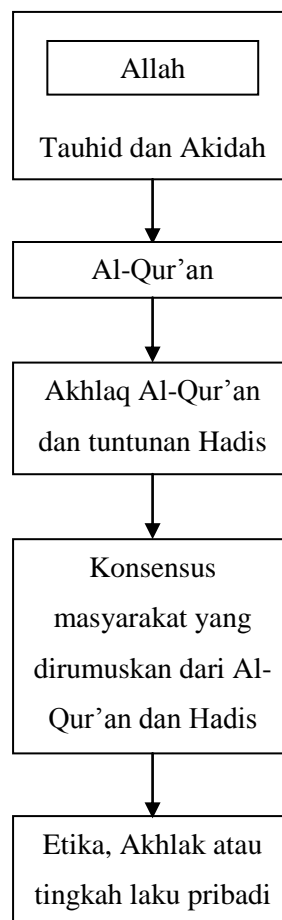 Allah
Tauhid dan Akidah
Al-Qur’an
Akhlaq Al-Qur’an
dan tuntunan Hadis
Konsensus
masyarakat yang
dirumuskan dari Al-
Qur’an dan Hadis
Etika, Akhlak atau
tingkah laku pribadi